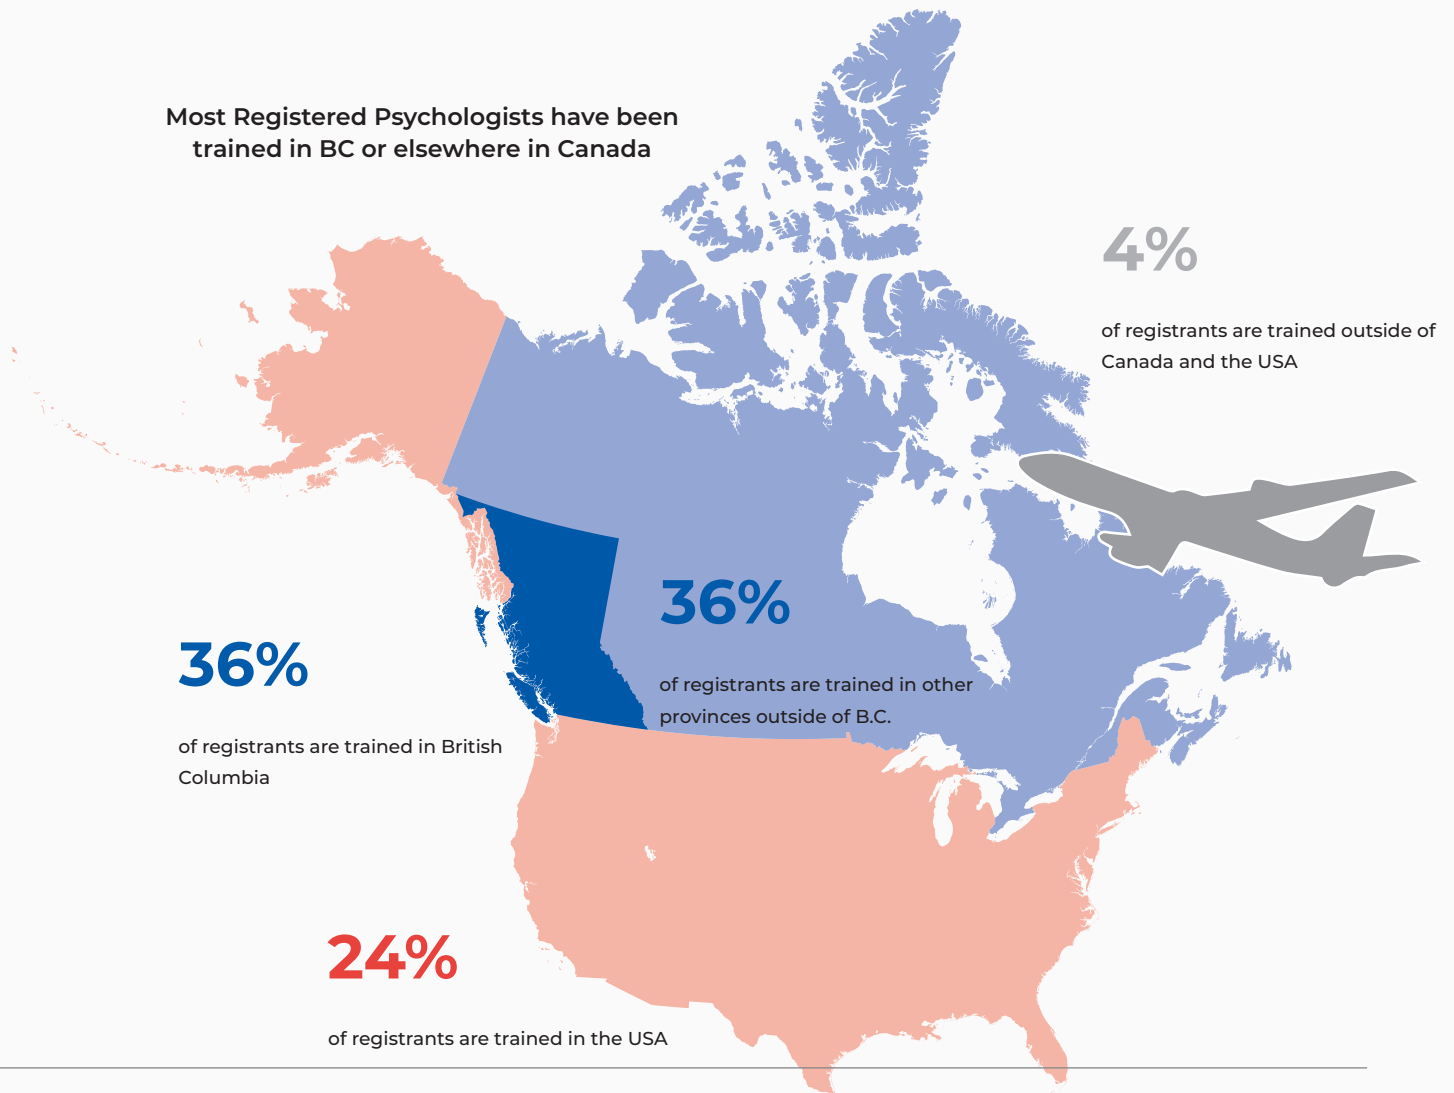 Most Registered Psychologists have been
trained in BC or elsewhere in Canada
4%
of registrants are trained outside of
Canada and the USA
36%
of registrants are trained in other
provinces outside of B.C.
36%
of registrants are trained in British
Columbia
24%
of registrants are trained in the USA